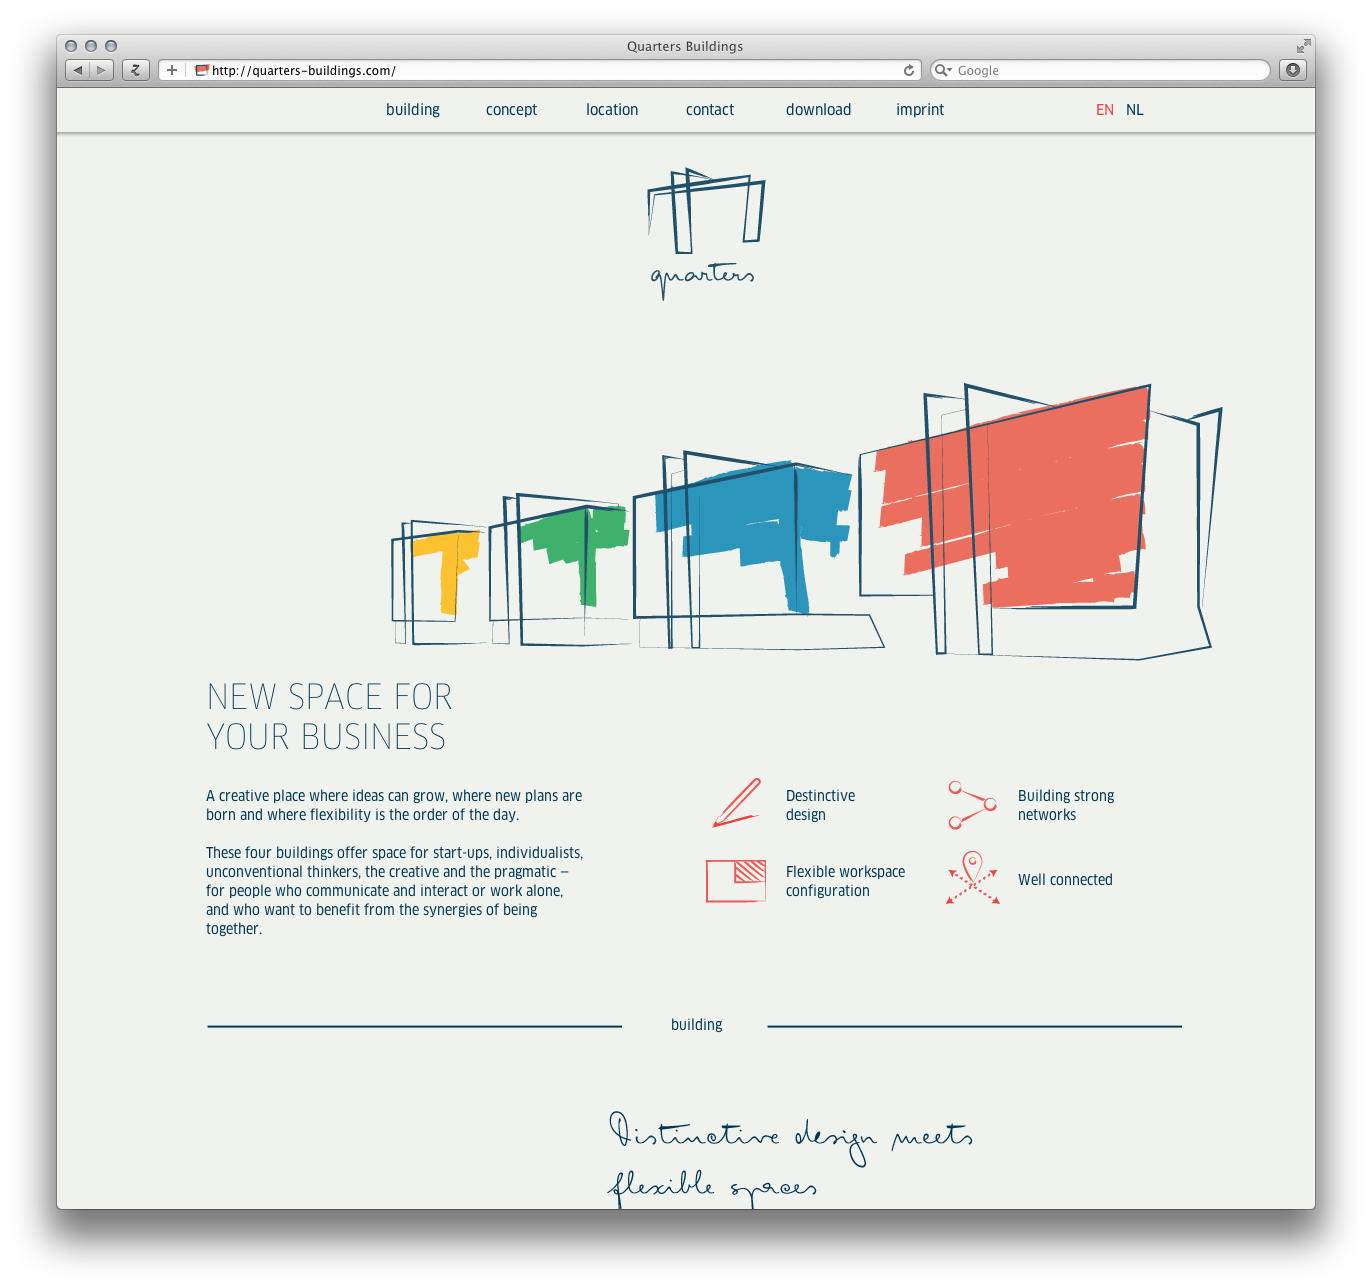 Quarters Buildings
http://quarters-buildings.com/
Google
building concept location contact download imprint EN NL
quarters
NEW SPACE FOR
YOUR BUSINESS
A creative place where ideas can grow, where new plans are
born and where flexibility is the order of the day.
These four buildings offer space for start-ups, individualists,
unconventional thinkers, the creative and the pragmatic –
for people who communicate and interact or work alone,
and who want to benefit from the synergies of being
together.
Destinctive
design
Building strong
networks
Flexible workspace
configuration
Well connected
building
Distinctive design meets
flexible spaces